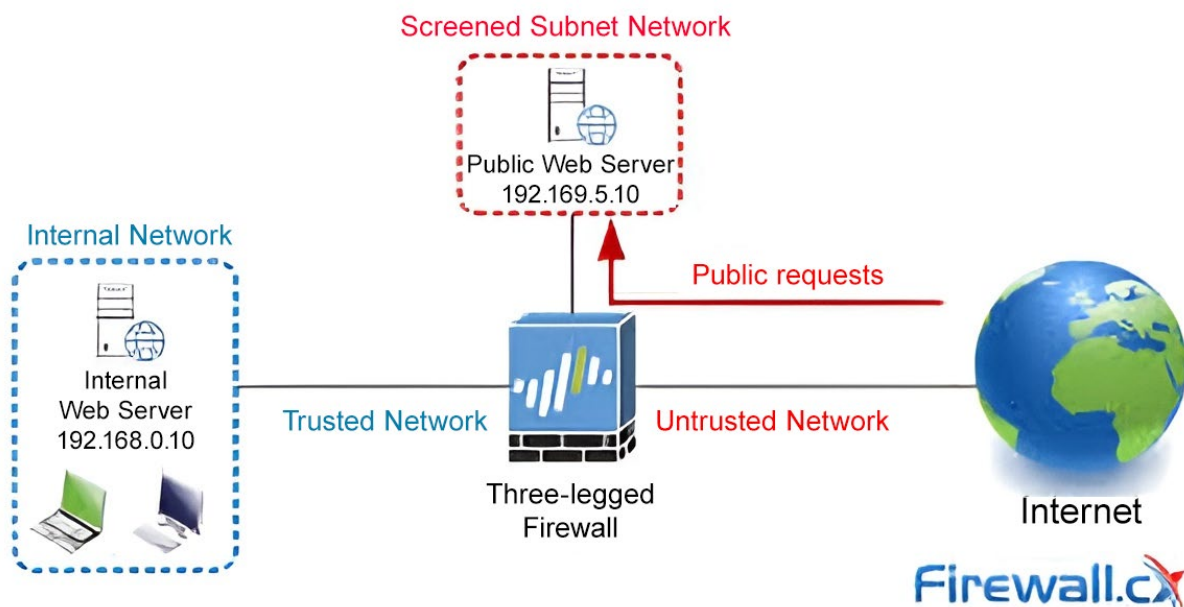 Screened Subnet Network
Public Web Server
192.169.5.10
Internal Network
Public requests
Internal
Web Server
192.168.0.10
Trusted Network
Untrusted Network
Three-legged
Firewall
Internet
Firewall.cx